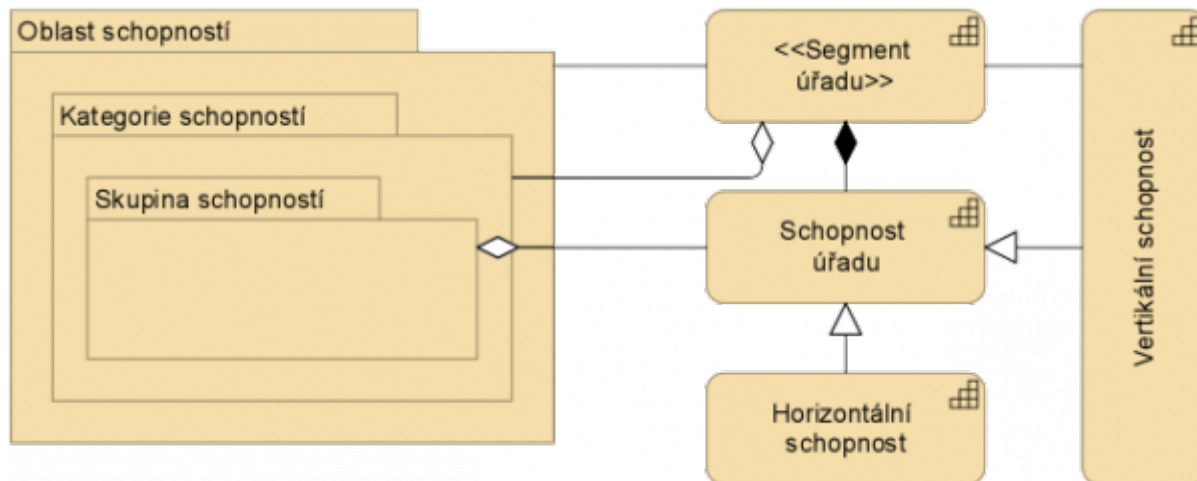 Oblast schopností
Kategorie schopností
Skupina schopností
<<Segment
úřadu>>
Schopnost
úřadu
Horizontální
schopnost
Vertikální schopnost